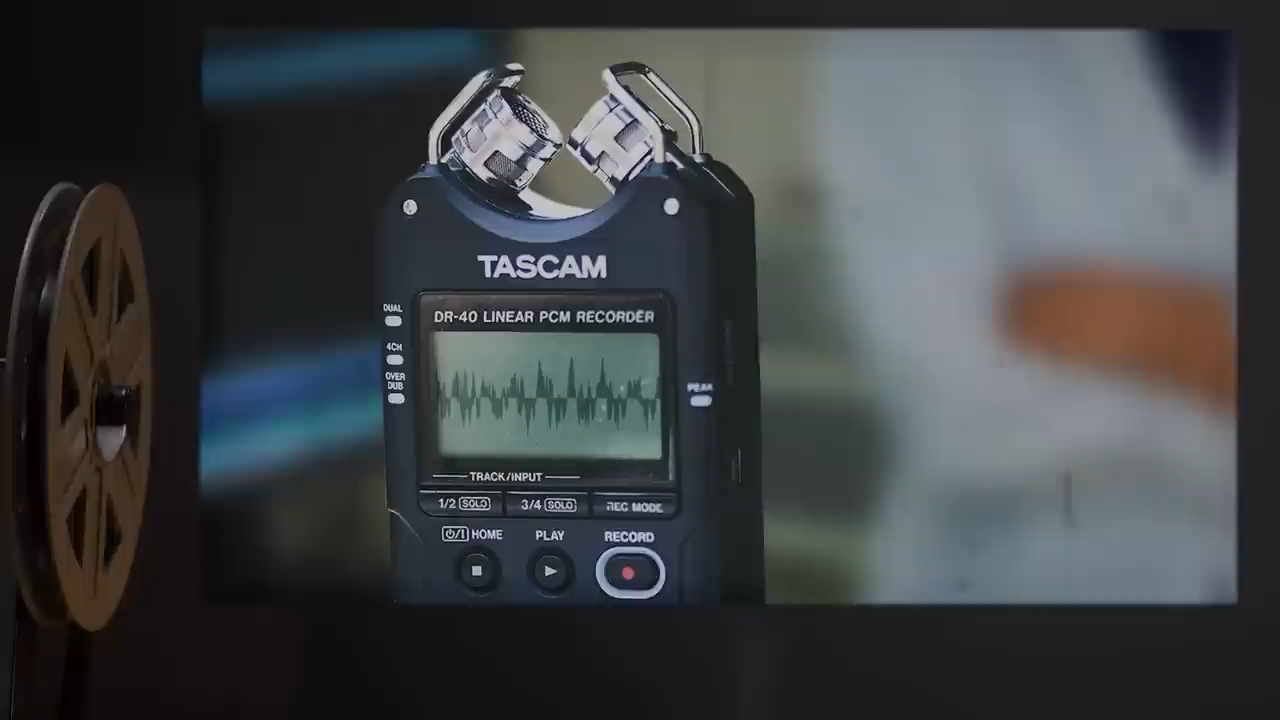 TASCAM
DR-40 LINEAR PCM RECORDER
DUAL
4CH
OVER
DUB
PEAK
TRACK/INPUT
1/2 SOLO
3/4 SOLO
REC MODE
⏻/I HOME
PLAY
RECORD